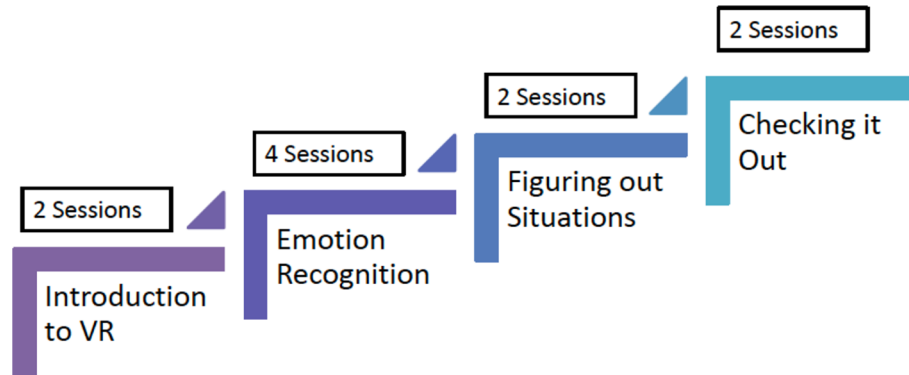 2 Sessions
Introduction
to VR
4 Sessions
Emotion
Recognition
2 Sessions
Figuring out
Situations
2 Sessions
Checking it
Out